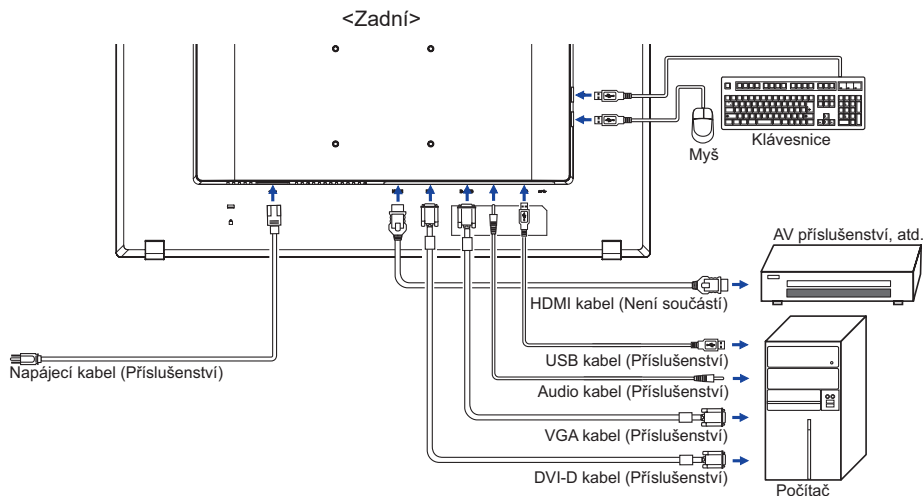 <Zadní>
Klávesnice
Myš
AV příslušenství, atd.
HDMI kabel (Není součástí)
USB kabel (Příslušenství)
Napájecí kabel (Příslušenství)
Audio kabel (Příslušenství)
VGA kabel (Příslušenství)
DVI-D kabel (Příslušenství)
Počítač